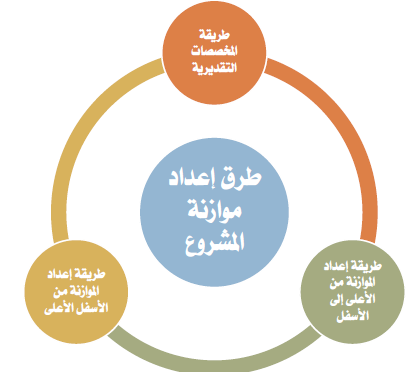 طريقة
المخصصات
التقديرية
طرق إعداد
موازنة
المشروع
طريقة إعداد
الموازنة من
الأعلى إلى
الأسفل
طريقة إعداد
الموازنة من
الأسفل الأعلى